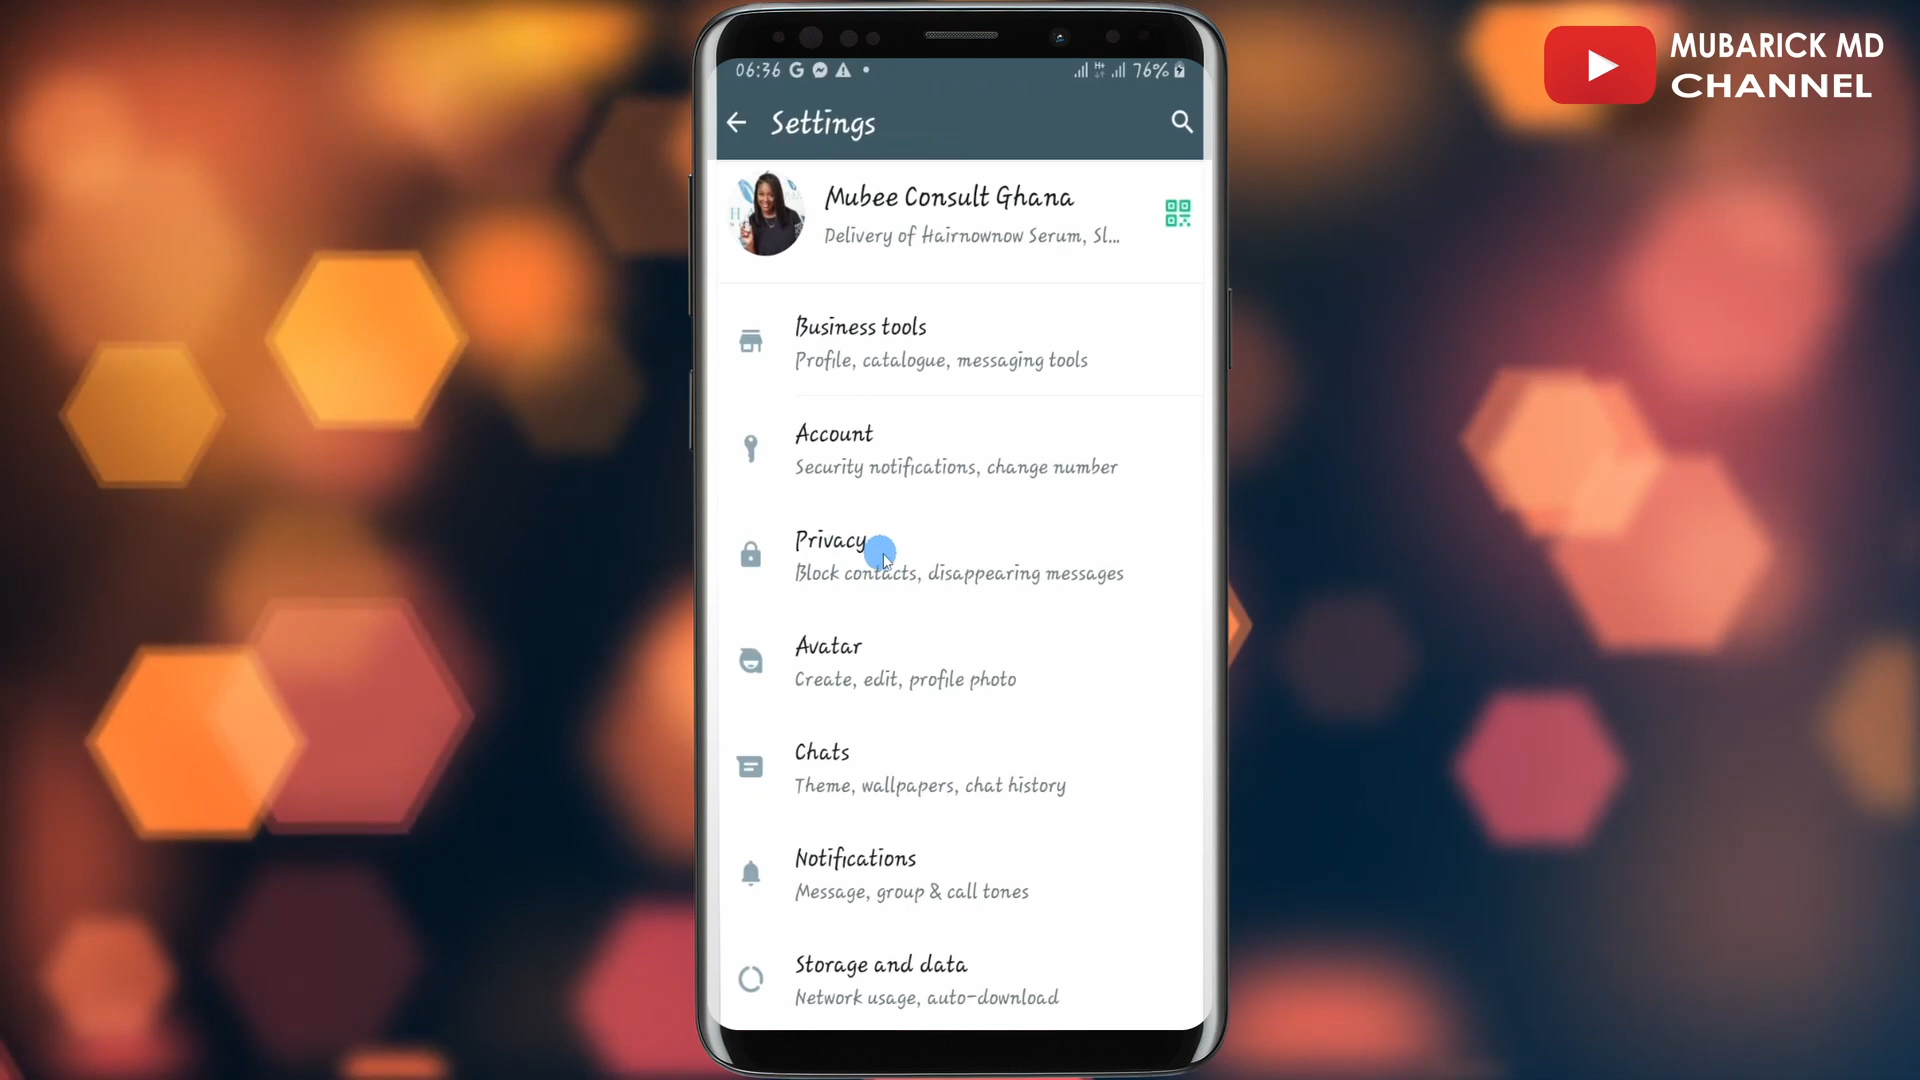 MUBARICK MD
CHANNEL
06:36
76%
Settings
Mubee Consult Ghana
Delivery of Hairnownow Serum, Sl...
Business tools
Profile, catalogue, messaging tools
Account
Security notifications, change number
Privacy
Block contacts, disappearing messages
Avatar
Create, edit, profile photo
Chats
Theme, wallpapers, chat history
Notifications
Message, group & call tones
Storage and data
Network usage, auto-download